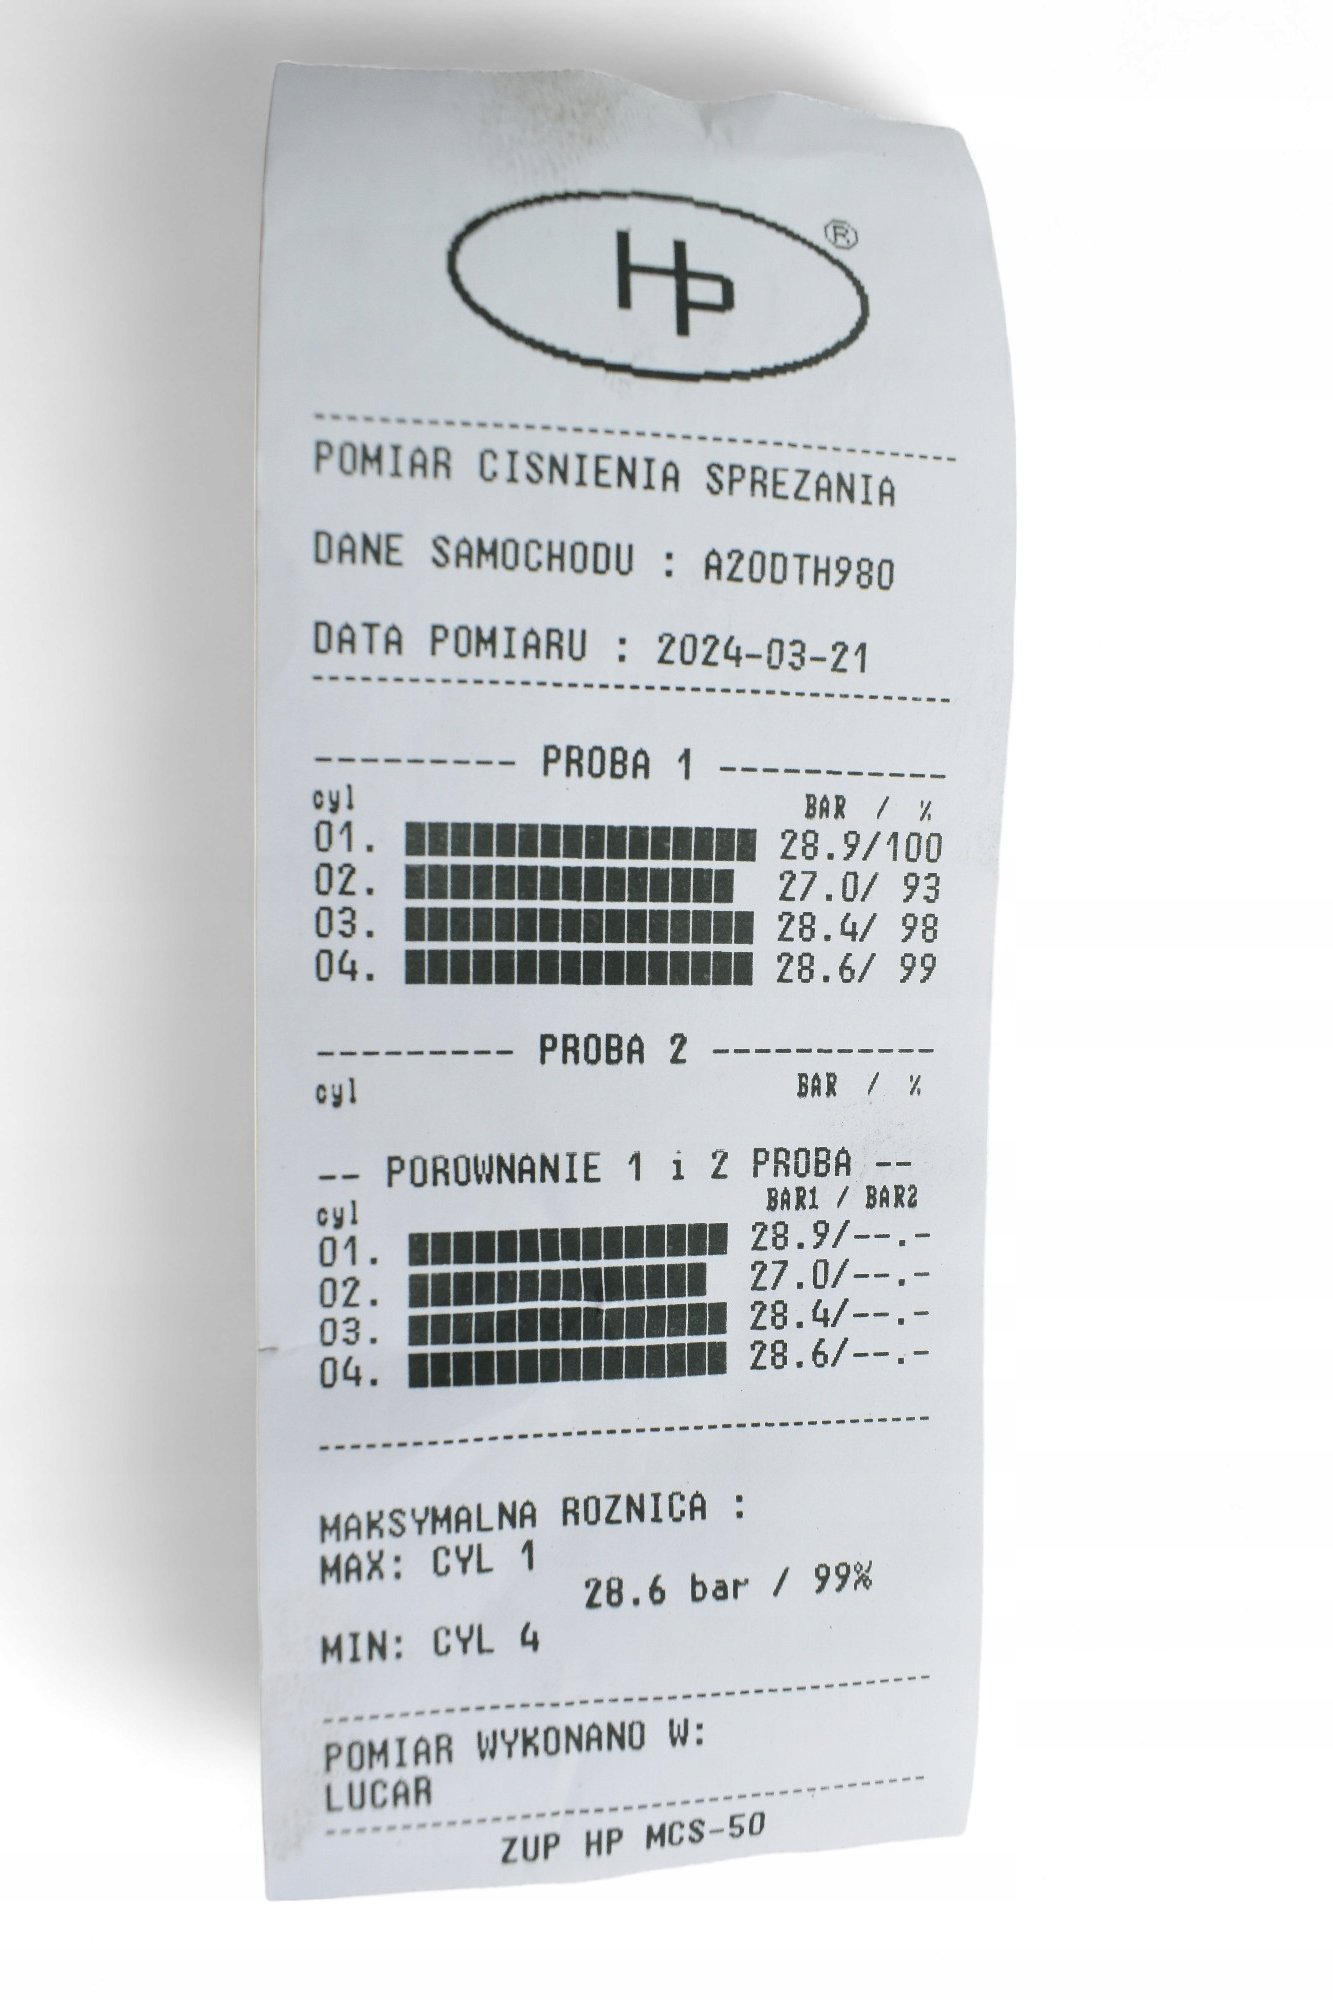 HP ®
POMIAR CISNIENIA SPREZANIA
DANE SAMOCHODU : A20DTH980
DATA POMIARU : 2024-03-21
--------- PROBA 1 -----------
cyl BAR / %
01. 28.9/100
02. 27.0/ 93
03. 28.4/ 98
04. 28.6/ 99
--------- PROBA 2 -----------
cyl BAR / %
-- POROWNANIE 1 i 2 PROBA --
cyl BAR1 / BAR2
01. 28.9/--.-
02. 27.0/--.-
03. 28.4/--.-
04. 28.6/--.-
MAKSYMALNA ROZNICA :
MAX: CYL 1
28.6 bar / 99%
MIN: CYL 4
POMIAR WYKONANO W:
LUCAR
ZUP HP MCS-50